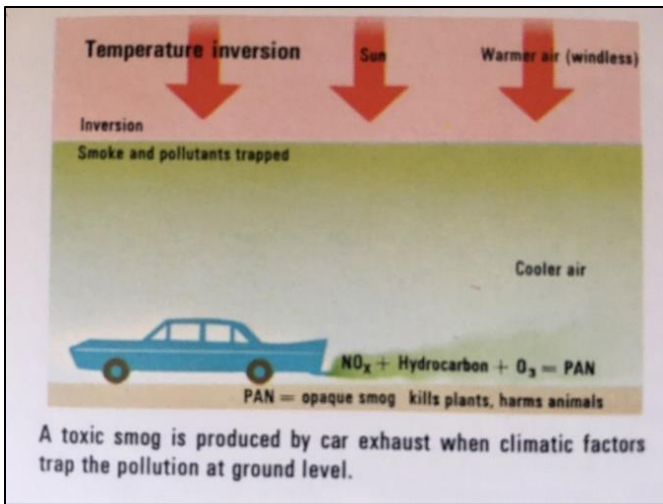 Temperature inversion
Sun
Warmer air (windless)
Inversion
Smoke and pollutants trapped
Cooler air
NOx + Hydrocarbon + O3 = PAN
PAN = opaque smog kills plants, harms animals
A toxic smog is produced by car exhaust when climatic factors
trap the pollution at ground level.